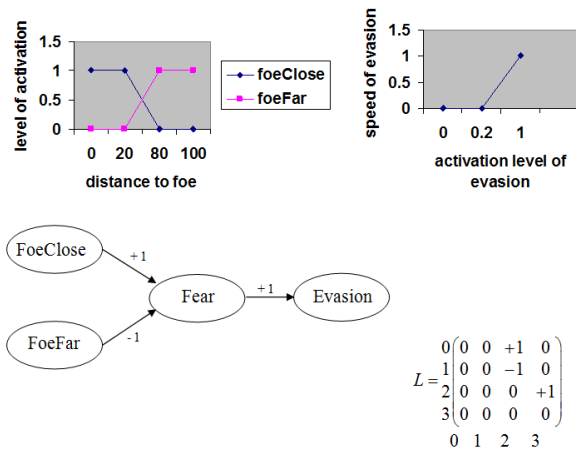 1.5
1
0.5
0
level of activation
0 20 80 100
distance to foe
foeClose
foeFar
1.5
1
0.5
0
speed of evasion
0 0.2 1
activation level of
evasion
FoeClose
+1
Fear
+1
Evasion
FoeFar
-1
L =
0 0 0 +1 0
1 0 0 −1 0
2 0 0 0 +1
3 0 0 0 0
0 1 2 3